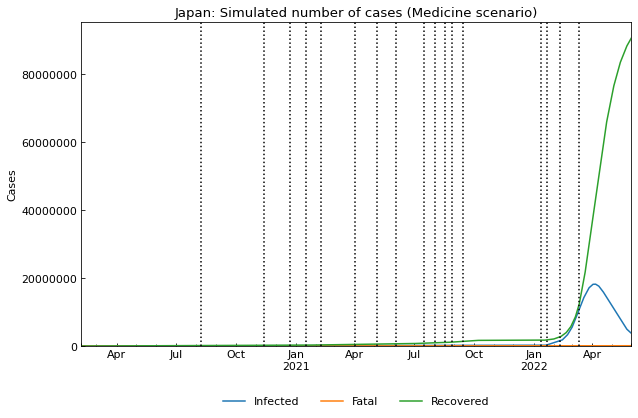 Japan: Simulated number of cases (Medicine scenario)
80000000
60000000
40000000
20000000
0
Cases
Apr Jul Oct Jan Apr Jul Oct Jan Apr
2021 2022
Infected Fatal Recovered